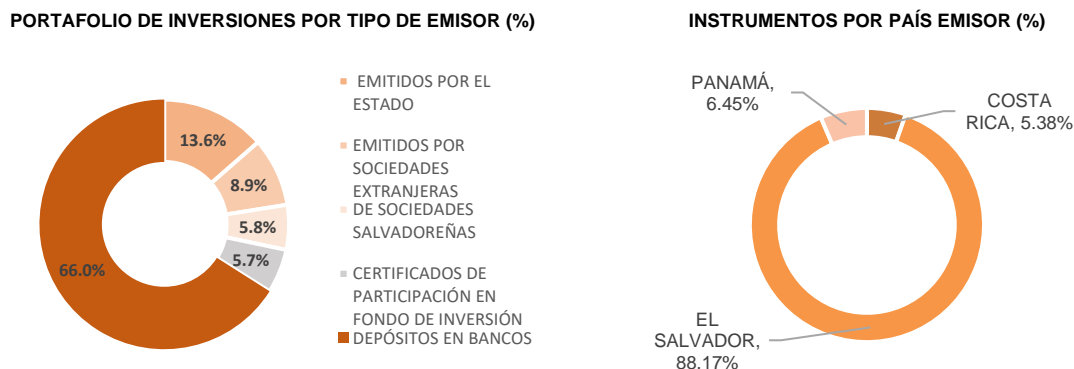 PORTAFOLIO DE INVERSIONES POR TIPO DE EMISOR (%)
13.6%
8.9%
5.8%
5.7%
66.0%
EMITIDOS POR EL
ESTADO
EMITIDOS POR
SOCIEDADES
EXTRANJERAS
DE SOCIEDADES
SALVADOREÑAS
CERTIFICADOS DE
PARTICIPACIÓN EN
FONDO DE INVERSIÓN
DEPÓSITOS EN BANCOS
INSTRUMENTOS POR PAÍS EMISOR (%)
PANAMÁ,
6.45%
COSTA
RICA, 5.38%
EL
SALVADOR,
88.17%